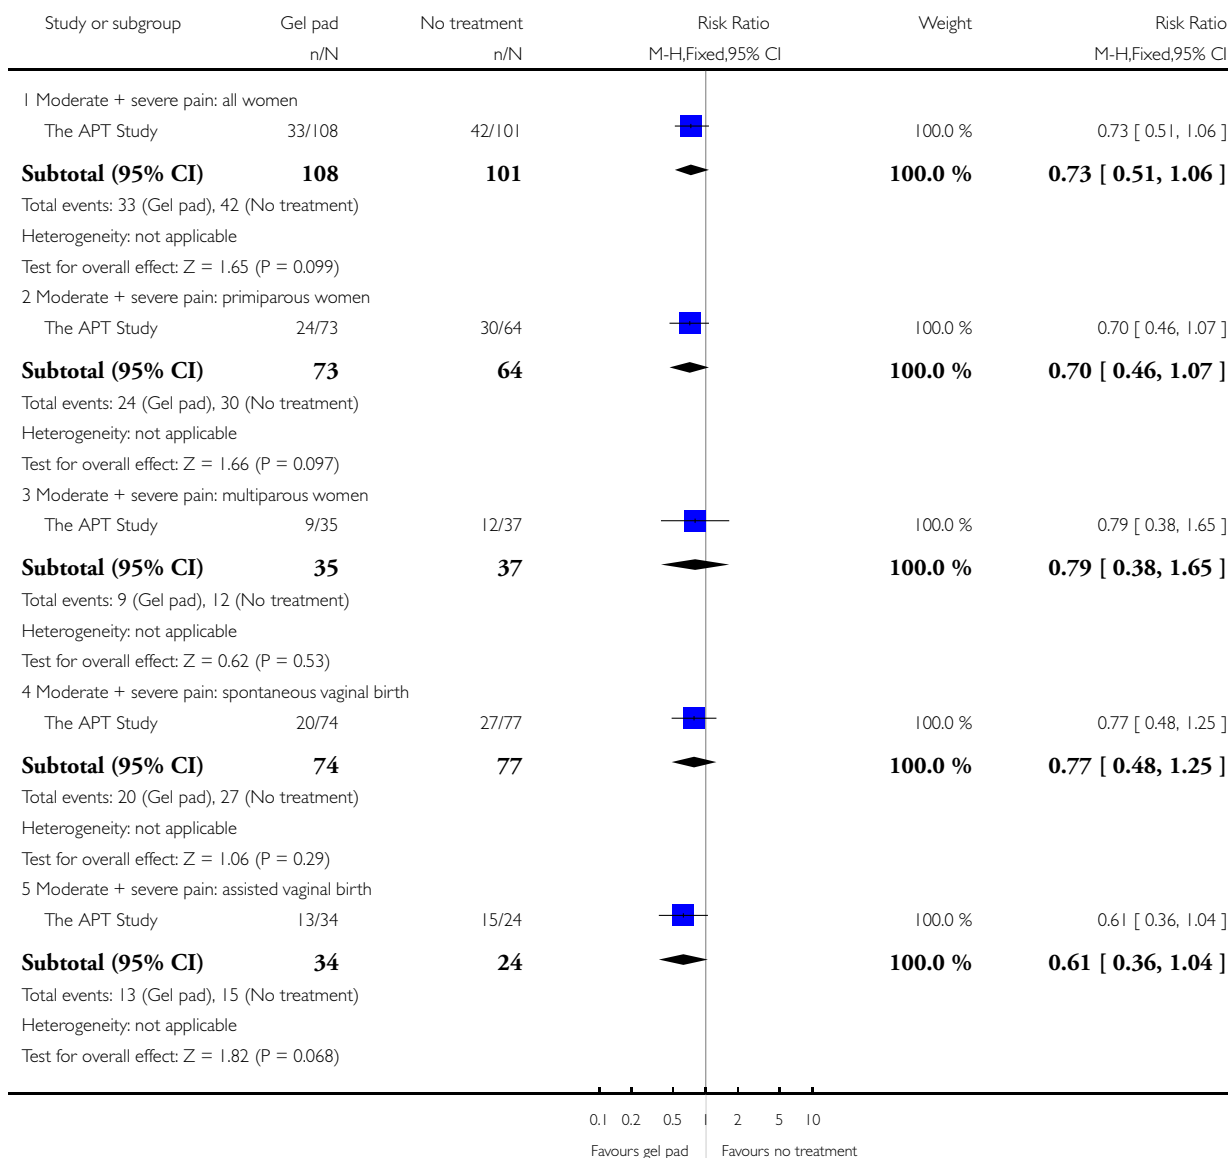 Study or subgroup Gel pad No treatment Risk Ratio Weight Risk Ratio
n/N n/N M-H,Fixed,95% CI M-H,Fixed,95% CI
1 Moderate + severe pain: all women
The APT Study 33/108 42/101 100.0 % 0.73 [ 0.51, 1.06 ]
Subtotal (95% CI) 108 101 100.0 % 0.73 [ 0.51, 1.06 ]
Total events: 33 (Gel pad), 42 (No treatment)
Heterogeneity: not applicable
Test for overall effect: Z = 1.65 (P = 0.099)
2 Moderate + severe pain: primiparous women
The APT Study 24/73 30/64 100.0 % 0.70 [ 0.46, 1.07 ]
Subtotal (95% CI) 73 64 100.0 % 0.70 [ 0.46, 1.07 ]
Total events: 24 (Gel pad), 30 (No treatment)
Heterogeneity: not applicable
Test for overall effect: Z = 1.66 (P = 0.097)
3 Moderate + severe pain: multiparous women
The APT Study 9/35 12/37 100.0 % 0.79 [ 0.38, 1.65 ]
Subtotal (95% CI) 35 37 100.0 % 0.79 [ 0.38, 1.65 ]
Total events: 9 (Gel pad), 12 (No treatment)
Heterogeneity: not applicable
Test for overall effect: Z = 0.62 (P = 0.53)
4 Moderate + severe pain: spontaneous vaginal birth
The APT Study 20/74 27/77 100.0 % 0.77 [ 0.48, 1.25 ]
Subtotal (95% CI) 74 77 100.0 % 0.77 [ 0.48, 1.25 ]
Total events: 20 (Gel pad), 27 (No treatment)
Heterogeneity: not applicable
Test for overall effect: Z = 1.06 (P = 0.29)
5 Moderate + severe pain: assisted vaginal birth
The APT Study 13/34 15/24 100.0 % 0.61 [ 0.36, 1.04 ]
Subtotal (95% CI) 34 24 100.0 % 0.61 [ 0.36, 1.04 ]
Total events: 13 (Gel pad), 15 (No treatment)
Heterogeneity: not applicable
Test for overall effect: Z = 1.82 (P = 0.068)
0.1 0.2 0.5 1 2 5 10
Favours gel pad Favours no treatment